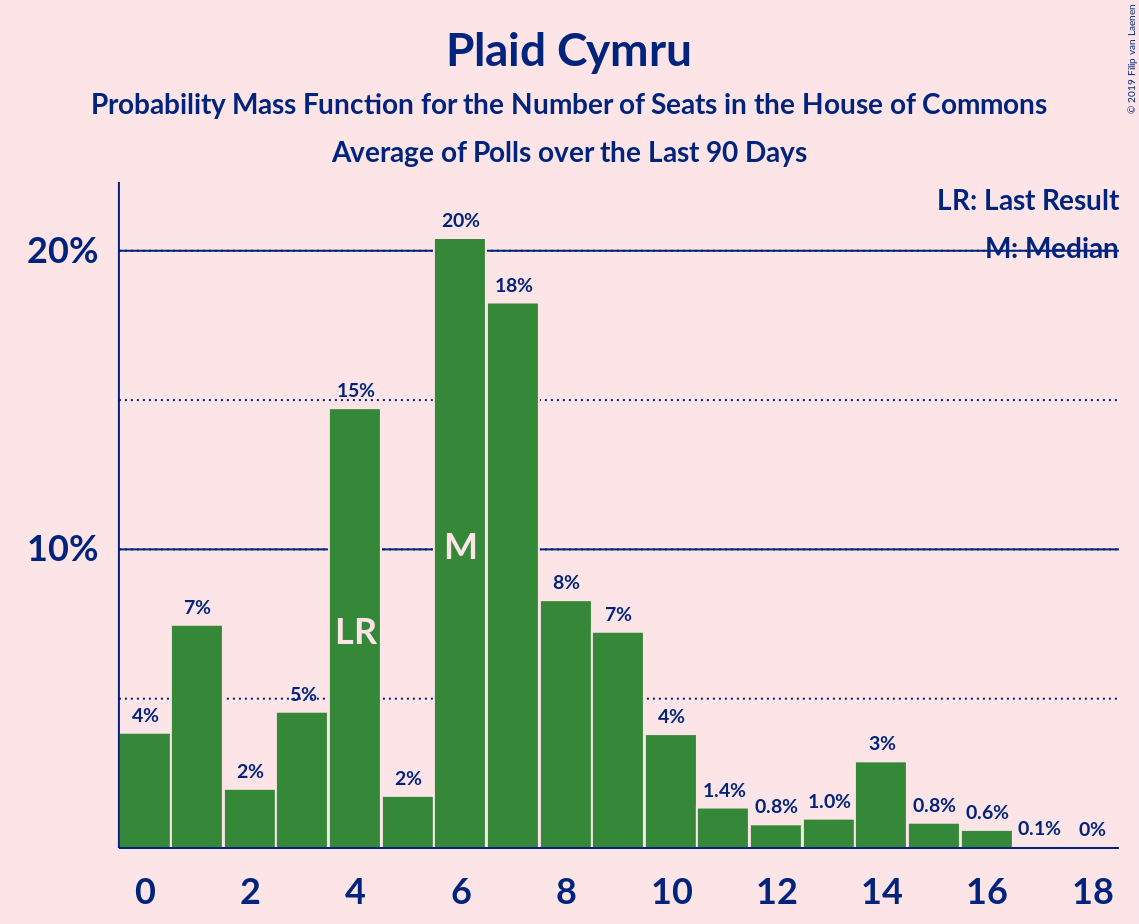 Plaid Cymru
Probability Mass Function for the Number of Seats in the House of Commons
Average of Polls over the Last 90 Days
© 2019 Filip van Laenen
LR: Last Result
M: Median
20%
10%
4%
7%
2%
5%
15%
2%
20%
18%
8%
7%
4%
1.4%
0.8%
1.0%
3%
0.8%
0.6%
0.1%
0%
LR
M
0 2 4 6 8 10 12 14 16 18